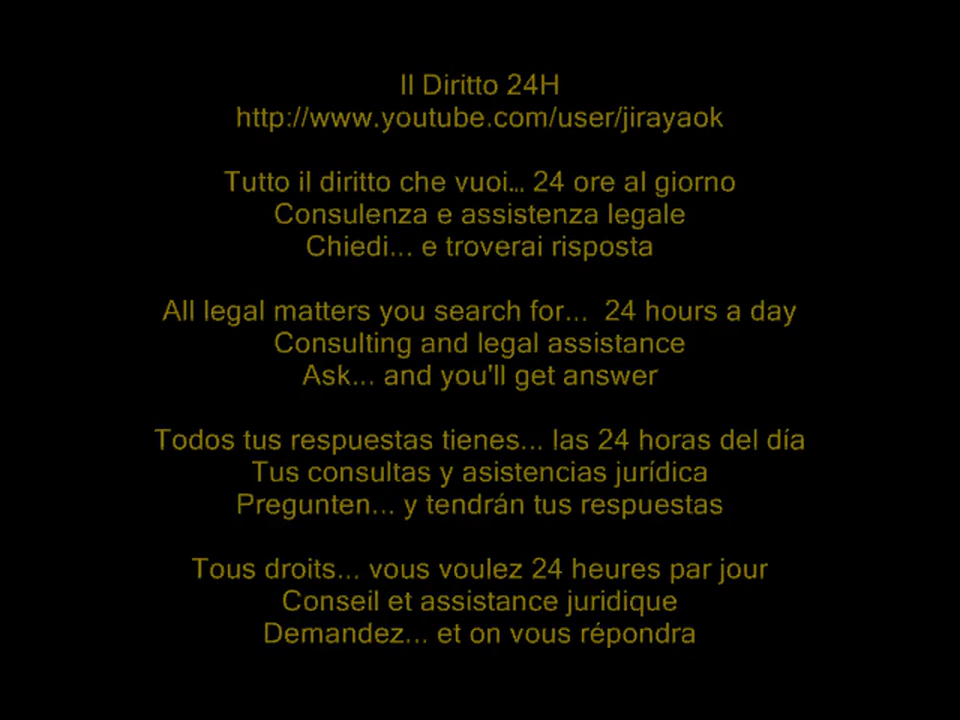 Il Diritto 24H
http://www.youtube.com/user/jirayaok
Tutto il diritto che vuoi... 24 ore al giorno
Consulenza e assistenza legale
Chiedi... e troverai risposta
All legal matters you search for...  24 hours a day
Consulting and legal assistance
Ask... and you'll get answer
Todos tus respuestas tienes... las 24 horas del día
Tus consultas y asistencias jurídica
Pregunten... y tendrán tus respuestas
Tous droits... vous voulez 24 heures par jour
Conseil et assistance juridique
Demandez... et on vous répondra